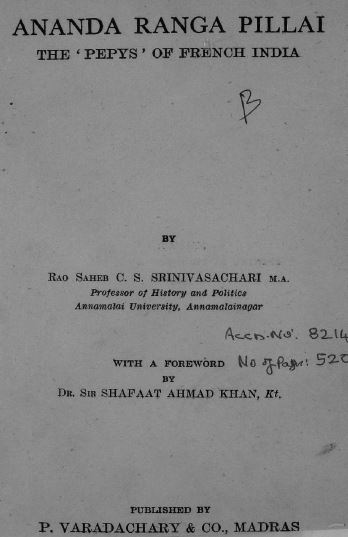 ANANDA RANGA PILLAI
THE ‘ PEPYS ’ OF FRENCH INDIA
B
BY
RAO SAHEB C. S. SRINIVASACHARI M.A.
Professor of History and Politics
Annamalai University, Annamalainagar
Accn.No. 8214
WITH A FOREWORD No of Pages: 520
BY
DR. SIR SHAFAAT AHMAD KHAN, Kt.
PUBLISHED BY
P. VARADACHARY & CO., MADRAS